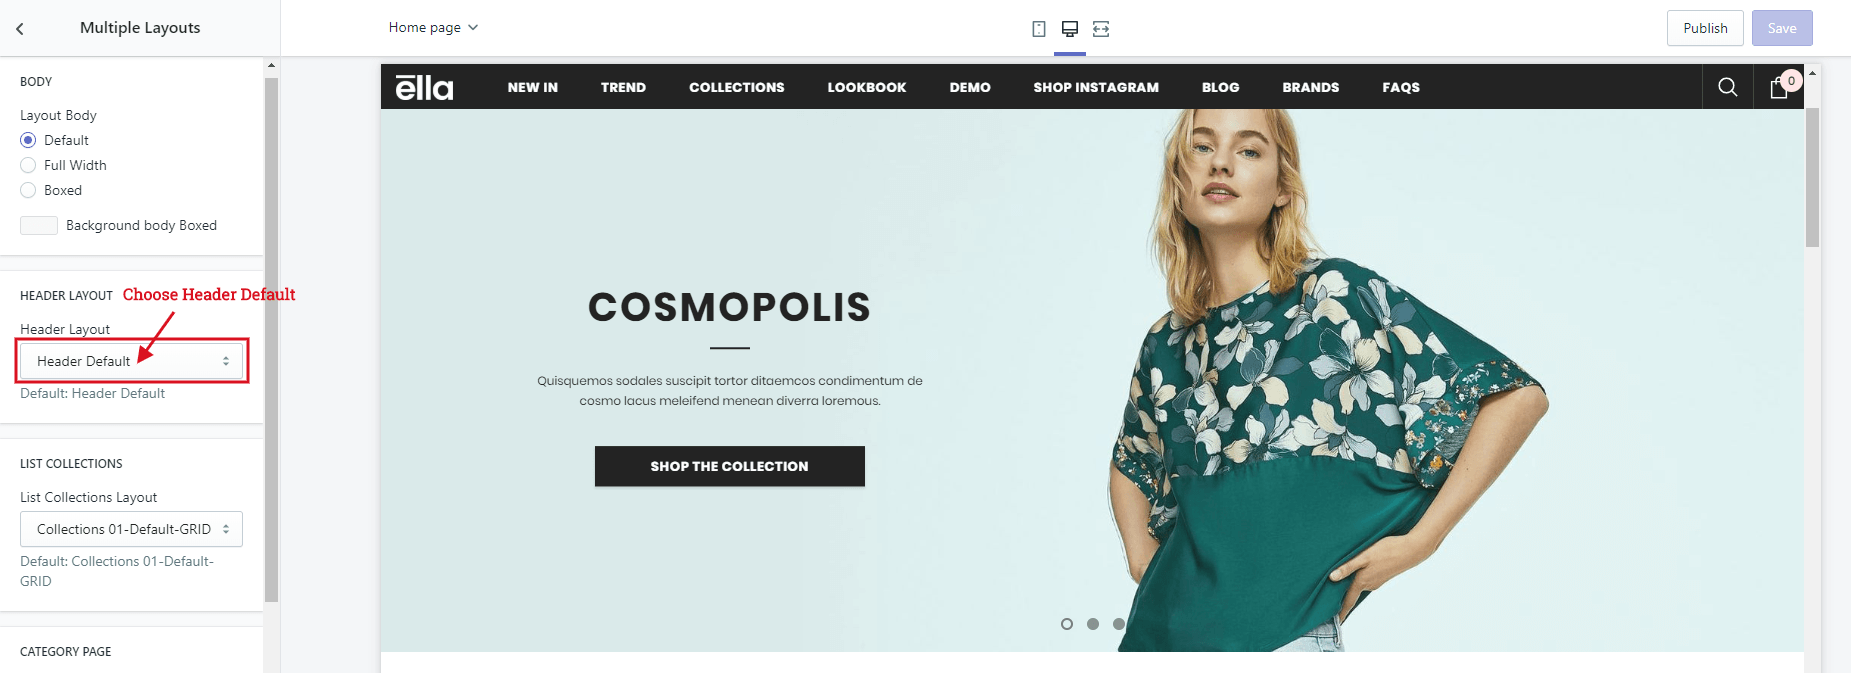 Multiple Layouts
Home page
Publish
Save
BODY
Layout Body
Default
Full Width
Boxed
Background body Boxed
HEADER LAYOUT
Choose Header Default
Header Layout
Header Default
Default: Header Default
LIST COLLECTIONS
List Collections Layout
Collections 01-Default-GRID
Default: Collections 01-Default-
GRID
CATEGORY PAGE
ēlla
NEW IN
TREND
COLLECTIONS
LOOKBOOK
DEMO
SHOP INSTAGRAM
BLOG
BRANDS
FAQS
0
COSMOPOLIS
Quisquemos sodales suscipit tortor ditaemcos condimentum de
cosmo lacus meleifend menean diverra loremous.
SHOP THE COLLECTION